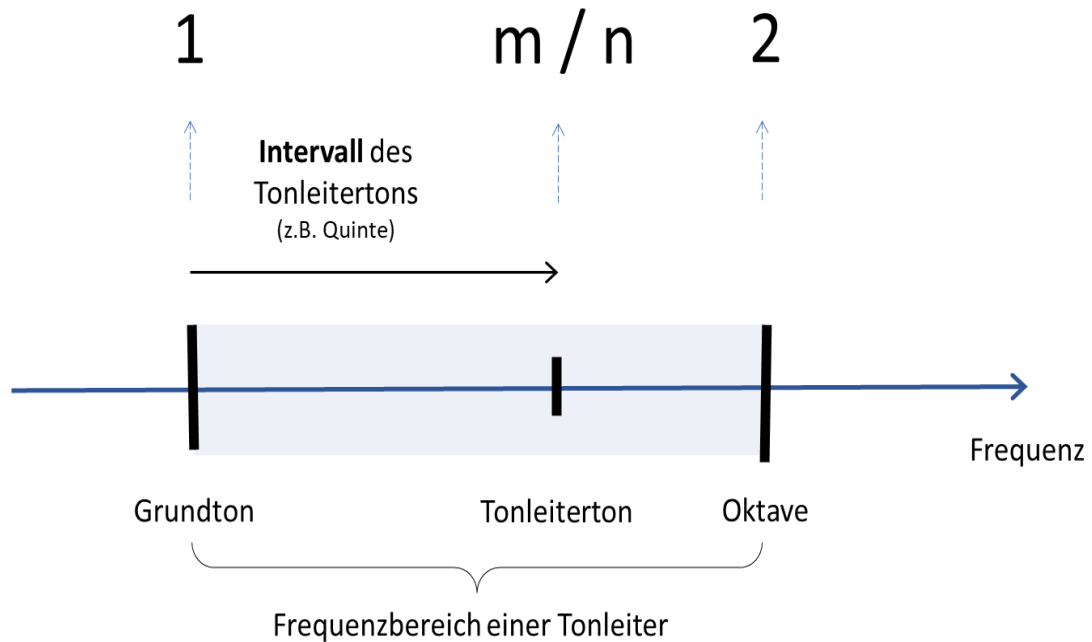 1
m / n
2
Intervall des
Tonleitertons
(z.B. Quinte)
Frequenz
Grundton
Tonleiterton
Oktave
Frequenzbereich einer Tonleiter